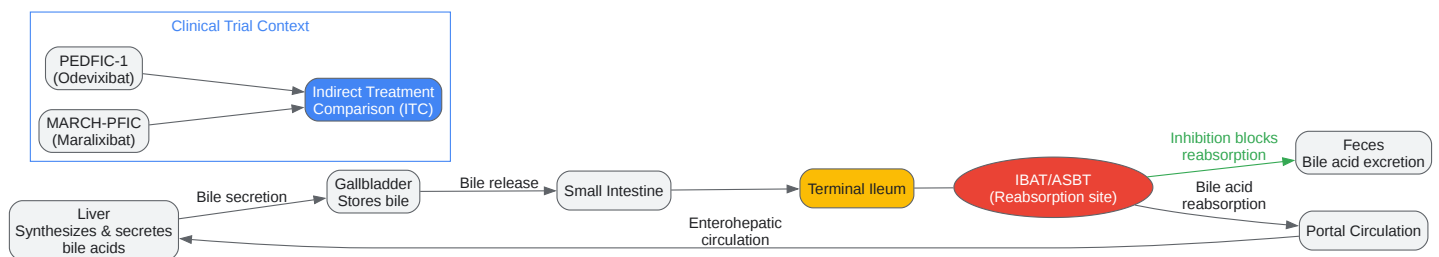 Clinical Trial Context
PEDFIC-1
(Odevixibat)
MARCH-PFIC
(Maralixibat)
Indirect Treatment
Comparison (ITC)
Liver
Synthesizes & secretes
bile acids
Bile secretion
Gallbladder
Stores bile
Bile release
Small Intestine
Terminal Ileum
IBAT/ASBT
(Reabsorption site)
Inhibition blocks
reabsorption
Feces
Bile acid excretion
Bile acid
reabsorption
Portal Circulation
Enterohepatic
circulation